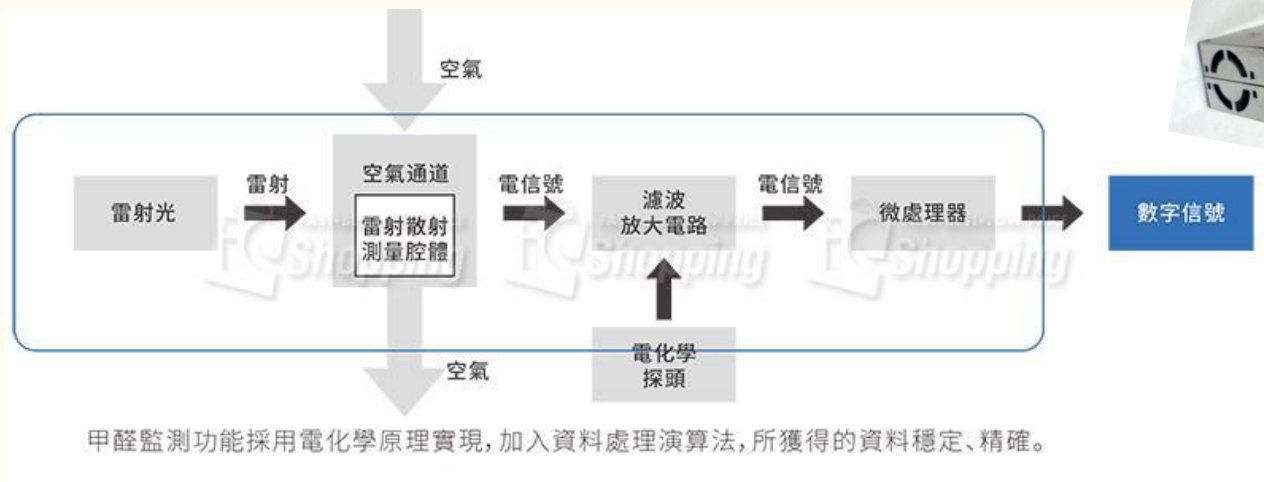 空氣
雷射光
雷射
空氣通道
雷射散射
測量腔體
電信號
濾波
放大電路
電信號
微處理器
數字信號
電化學
探頭
空氣
甲醛監測功能採用電化學原理實現,加入資料處理演算法,所獲得的資料穩定、精確。
Shopping
Shopping
Shopping